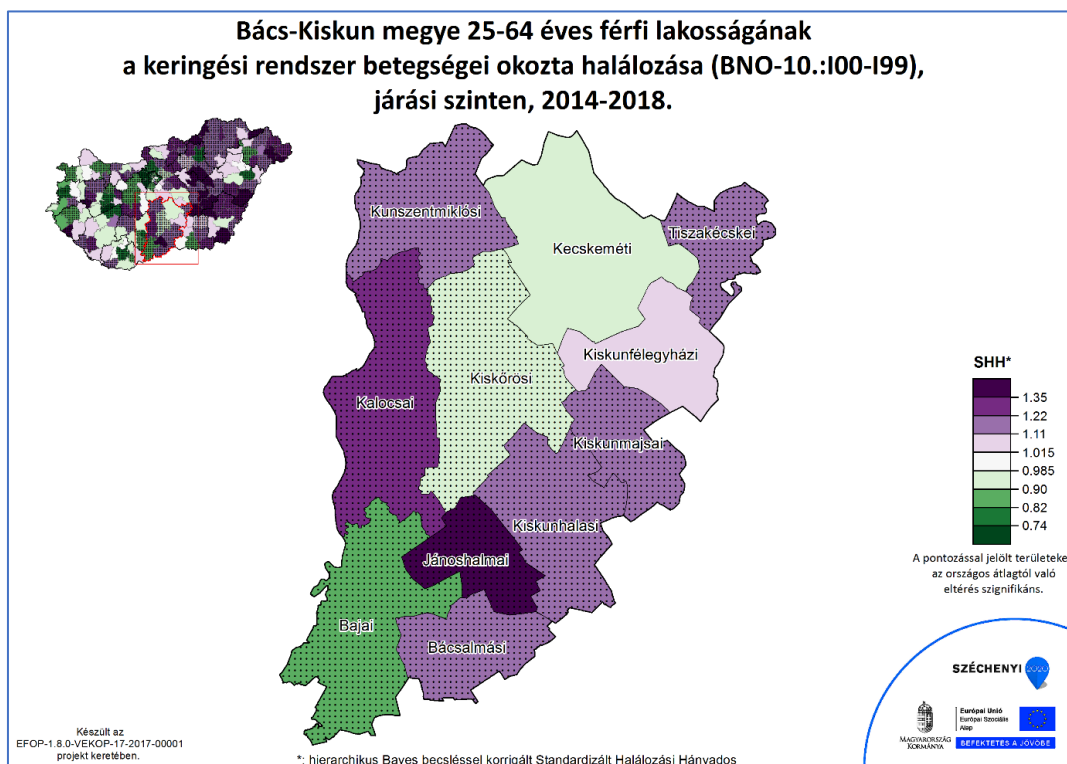 Bács-Kiskun megye 25-64 éves férfi lakosságának
a keringési rendszer betegségei okozta halálozása (BNO-10.:I00-I99),
járási szinten, 2014-2018.
Kunszentmiklósi
Tiszakécskei
Kecskeméti
Kiskunfélegyházi
Kiskőrösi
Kalocsai
Kiskunmajsai
Kiskunhalasi
Jánoshalmai
Bajai
Bácsalmási
SHH*
1.35
1.22
1.11
1.015
0.985
0.90
0.82
0.74
A pontozással jelölt területeke
az országos átlagtól való
eltérés szignifikáns.
SZÉCHENYI 2020
MAGYARORSZÁG
KORMÁNYA
Európai Unió
Európai Szociális
Alap
BEFEKTETÉS A JÖVŐBE
Készült az
EFOP-1.8.0-VEKOP-17-2017-00001
projekt keretében.
*: hierarchikus Bayes becsléssel korrigált Standardizált Halálozási Hányados